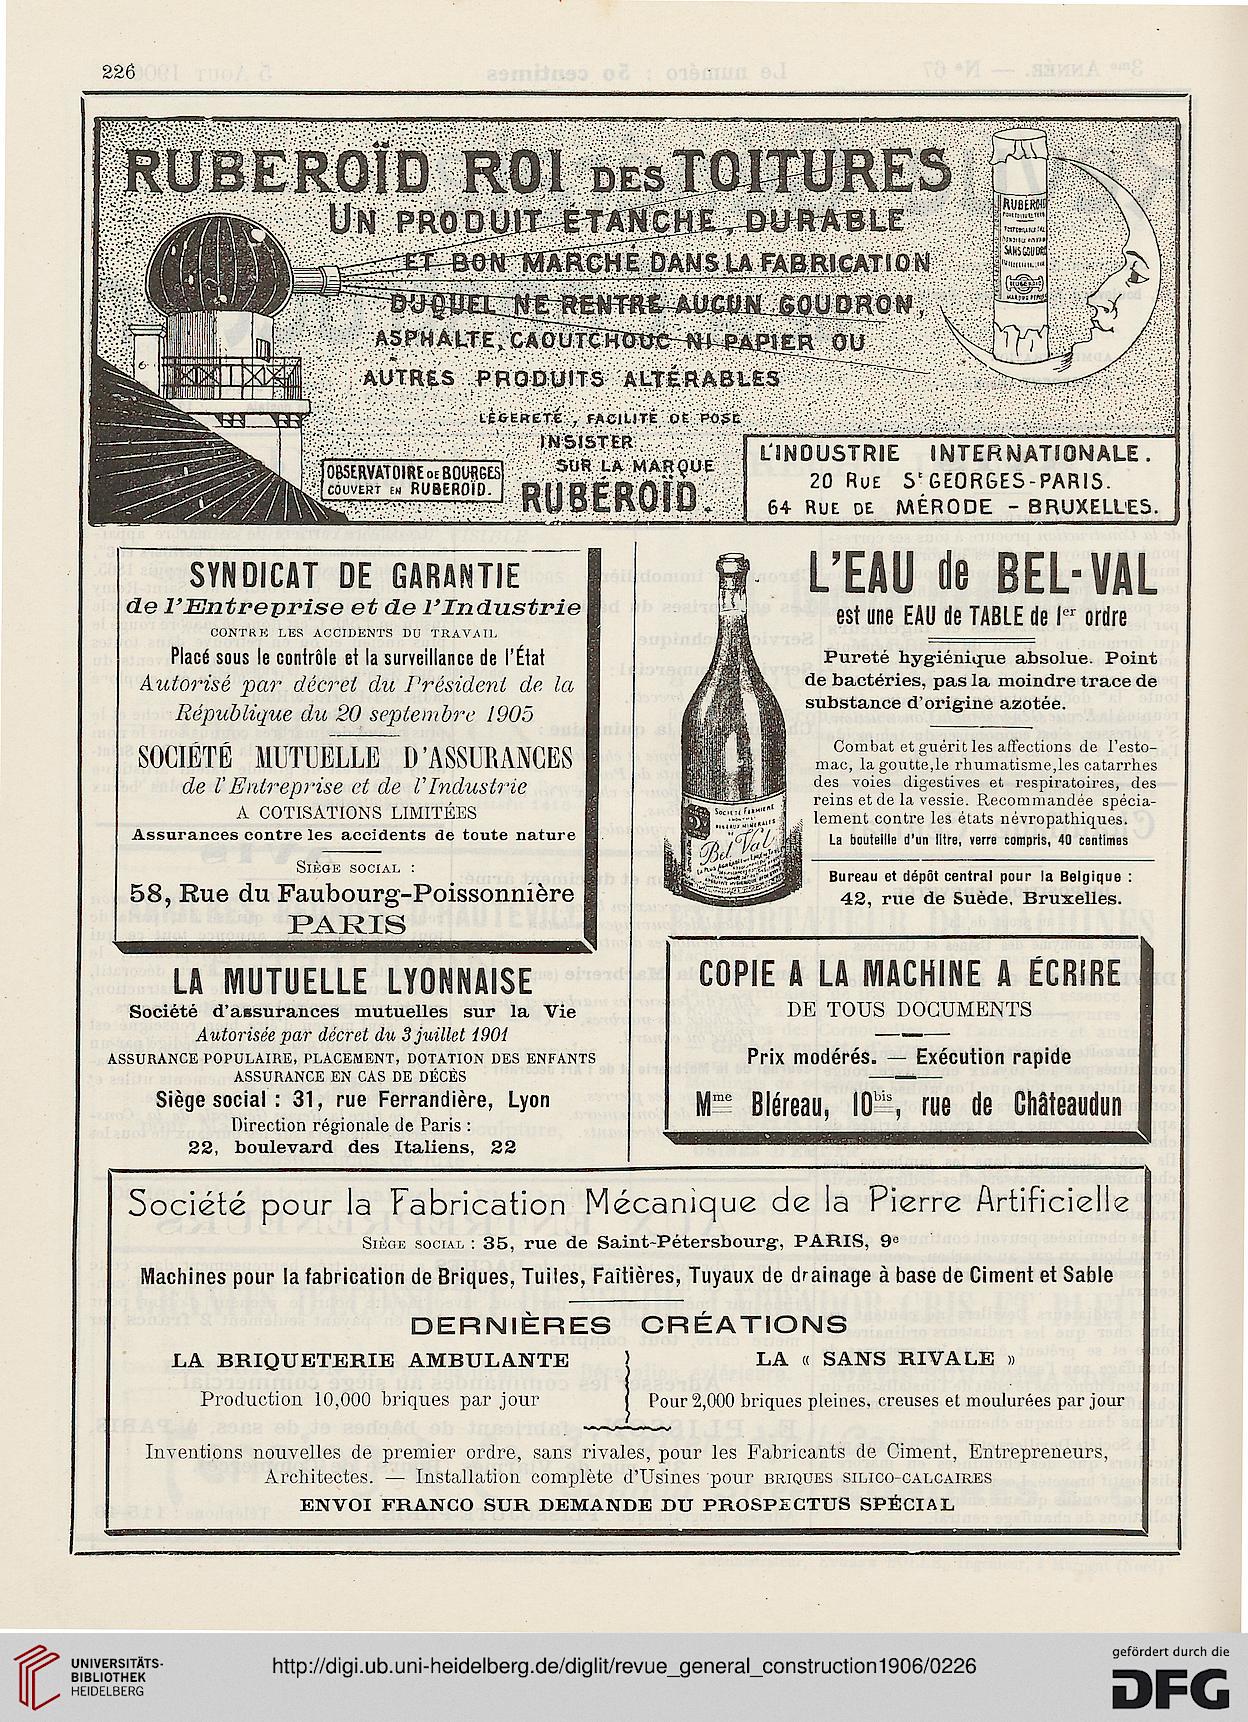 226
RUBEROÏD ROI DES TOITURES
UN PRODUIT ETANCHE, DURABLE
ET BON MARCHE DANS LA FABRICATION
DUQUEL NE RENTRE AUCUN GOUDRON,
ASPHALTE, CAOUTCHOUC NI PAPIER OU
AUTRES PRODUITS ALTERABLES
LÉGERETÉ, FACILITÉ DE POSE
INSISTER
SUR LA MARQUE
RUBEROÏD.
OBSERVATOIRE DE BOURGES
COUVERT EN RUBEROÏD.
RUBEROÏD
SANS GOUDRON
L'INDUSTRIE INTERNATIONALE.
20 RUE St GEORGES-PARIS.
64 RUE DE MÉRODE - BRUXELLES.
SYNDICAT DE GARANTIE
de l'Entreprise et de l'Industrie
CONTRE LES ACCIDENTS DU TRAVAIL
Placé sous le contrôle et la surveillance de l'État
Autorisé par décret du Président de la
République du 20 septembre 1905
SOCIÉTÉ MUTUELLE D'ASSURANCES
de l'Entreprise et de l'Industrie
A COTISATIONS LIMITÉES
Assurances contre les accidents de toute nature
SIÈGE SOCIAL :
58, Rue du Faubourg-Poissonnière
PARIS
LA MUTUELLE LYONNAISE
Société d'assurances mutuelles sur la Vie
Autorisée par décret du 3 juillet 1901
ASSURANCE POPULAIRE, PLACEMENT, DOTATION DES ENFANTS
ASSURANCE EN CAS DE DÉCÈS
Siège social : 31, rue Ferrandière, Lyon
Direction régionale de Paris :
22, boulevard des Italiens, 22
SOCIÉTÉ FERMIÈRE
EAUX MINÉRALES
Bel Val
L'EAU de BEL-VAL
est une EAU de TABLE de 1er ordre
Pureté hygiénique absolue. Point
de bactéries, pas la moindre trace de
substance d'origine azotée.
Combat et guérit les affections de l'esto-
mac, la goutte, le rhumatisme, les catarrhes
des voies digestives et respiratoires, des
reins et de la vessie. Recommandée spécia-
lement contre les états névropathiques.
La bouteille d'un litre, verre compris, 40 centimes
Bureau et dépôt central pour la Belgique :
42, rue de Suède, Bruxelles.
COPIE A LA MACHINE A ÉCRIRE
DE TOUS DOCUMENTS
Prix modérés. — Exécution rapide
Mme Bléreau, 10bis, rue de Châteaudun
Société pour la Fabrication Mécanique de la Pierre Artificielle
SIÈGE SOCIAL : 35, rue de Saint-Pétersbourg, PARIS, 9e
Machines pour la fabrication de Briques, Tuiles, Faîtières, Tuyaux de drainage à base de Ciment et Sable
DERNIÈRES CRÉATIONS
LA BRIQUETERIE AMBULANTE
Production 10,000 briques par jour
LA « SANS RIVALE »
Pour 2,000 briques pleines, creuses et moulurées par jour
Inventions nouvelles de premier ordre, sans rivales, pour les Fabricants de Ciment, Entrepreneurs,
Architectes. — Installation complète d'Usines pour BRIQUES SILICO-CALCAIRES
ENVOI FRANCO SUR DEMANDE DU PROSPECTUS SPÉCIAL
UNIVERSITÄTS-
BIBLIOTHEK
HEIDELBERG
http://digi.ub.uni-heidelberg.de/diglit/revue_general_construction1906/0226
gefördert durch die
DFG